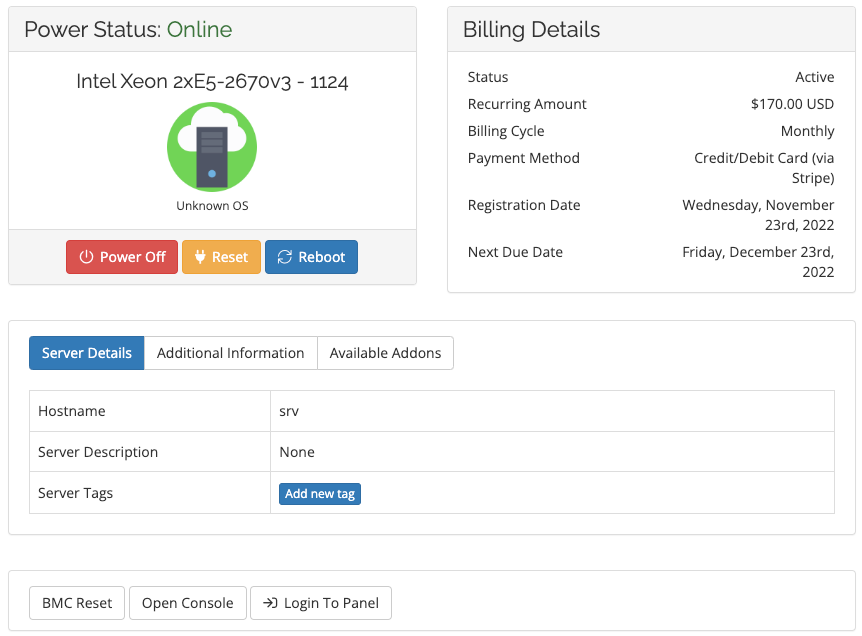 Power Status: Online
Intel Xeon 2xE5-2670v3 - 1124
Unknown OS
Power Off
Reset
Reboot
Billing Details
Status Active
Recurring Amount $170.00 USD
Billing Cycle Monthly
Payment Method Credit/Debit Card (via
Stripe)
Registration Date Wednesday, November
23rd, 2022
Next Due Date Friday, December 23rd,
2022
Server Details Additional Information Available Addons
Hostname srv
Server Description None
Server Tags Add new tag
BMC Reset Open Console Login To Panel